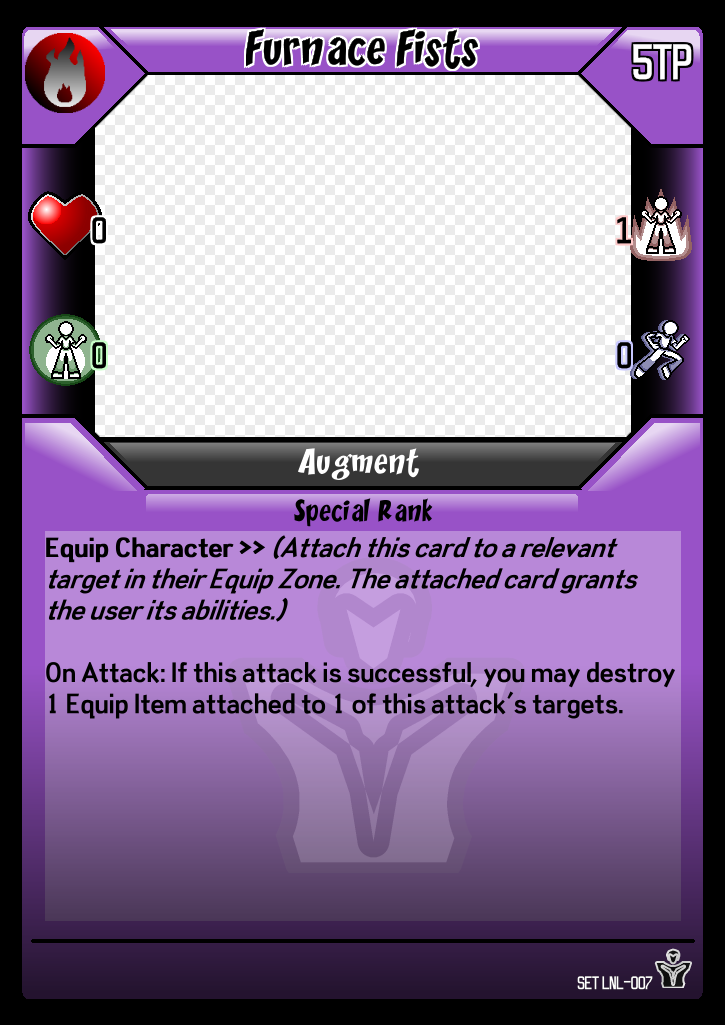 Furnace Fists
5TP
0
1
0
0
Augment
Special Rank
Equip Character >> (Attach this card to a relevant
target in their Equip Zone. The attached card grants
the user its abilities.)
On Attack: If this attack is successful, you may destroy
1 Equip Item attached to 1 of this attack's targets.
SET LNL-007